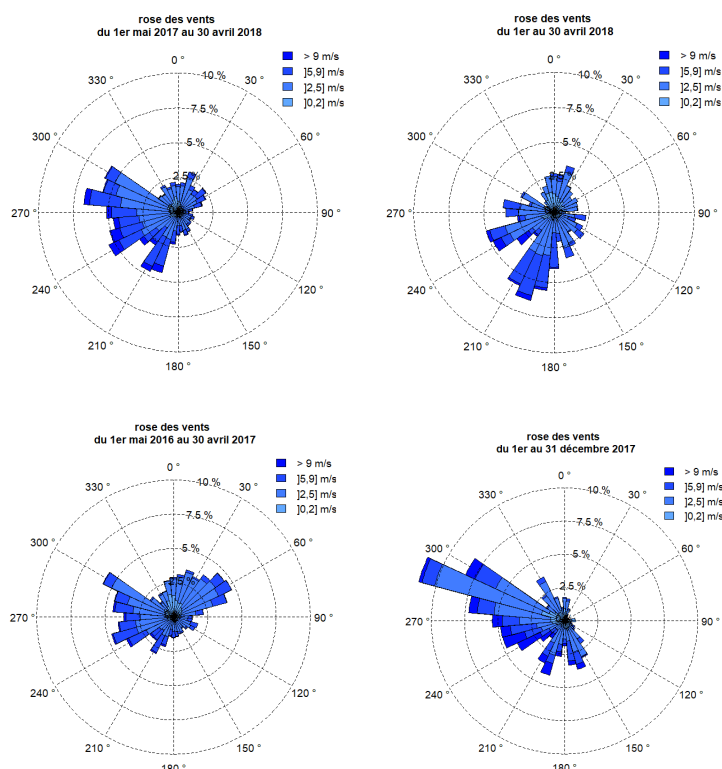 rose des vents
du 1er mai 2017 au 30 avril 2018
0 °
30 °
60 °
90 °
120 °
150 °
180 °
210 °
240 °
270 °
300 °
330 °
10 %
7.5 %
5 %
2.5 %
> 9 m/s
]5,9] m/s
]2,5] m/s
]0,2] m/s
rose des vents
du 1er au 30 avril 2018
0 °
30 °
60 °
90 °
120 °
150 °
180 °
210 °
240 °
270 °
300 °
330 °
10 %
7.5 %
5 %
2.5 %
> 9 m/s
]5,9] m/s
]2,5] m/s
]0,2] m/s
rose des vents
du 1er mai 2016 au 30 avril 2017
0 °
30 °
60 °
90 °
120 °
150 °
180 °
210 °
240 °
270 °
300 °
330 °
10 %
7.5 %
5 %
2.5 %
> 9 m/s
]5,9] m/s
]2,5] m/s
]0,2] m/s
rose des vents
du 1er au 31 décembre 2017
0 °
30 °
60 °
90 °
120 °
150 °
180 °
210 °
240 °
270 °
300 °
330 °
10 %
7.5 %
5 %
2.5 %
> 9 m/s
]5,9] m/s
]2,5] m/s
]0,2] m/s